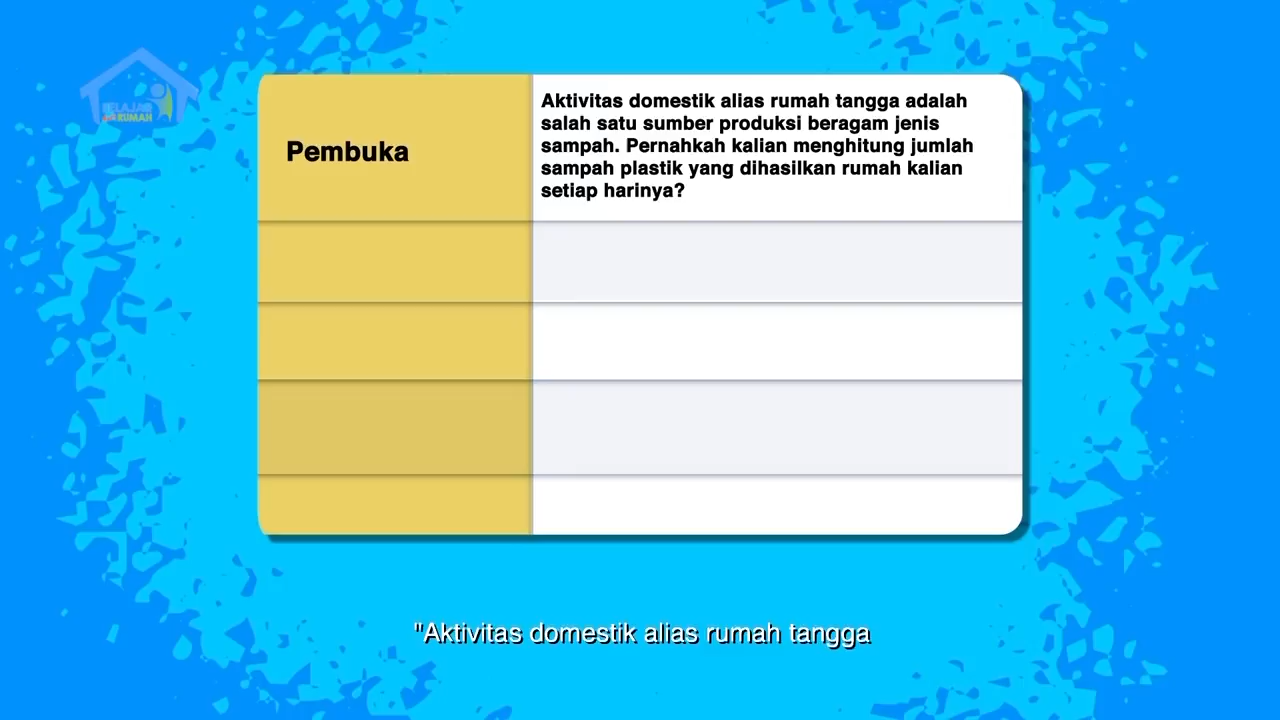 BELAJAR
dari RUMAH
Pembuka
Aktivitas domestik alias rumah tangga adalah
salah satu sumber produksi beragam jenis
sampah. Pernahkah kalian menghitung jumlah
sampah plastik yang dihasilkan rumah kalian
setiap harinya?
"Aktivitas domestik alias rumah tangga